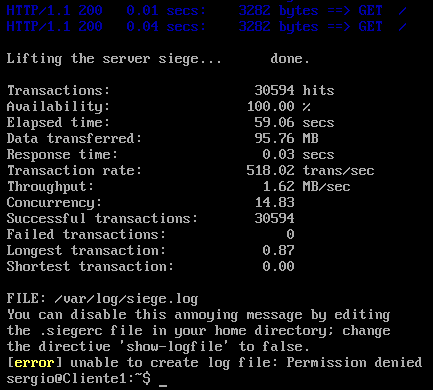 HTTP/1.1 200   0.01 secs:    3282 bytes ==> GET  /
HTTP/1.1 200   0.04 secs:    3282 bytes ==> GET  /
Lifting the server siege...      done.
Transactions:                  30594 hits
Availability:                 100.00 %
Elapsed time:                  59.06 secs
Data transferred:              95.76 MB
Response time:                  0.03 secs
Transaction rate:             518.02 trans/sec
Throughput:                     1.62 MB/sec
Concurrency:                   14.83
Successful transactions:       30594
Failed transactions:               0
Longest transaction:            0.87
Shortest transaction:           0.00
FILE: /var/log/siege.log
You can disable this annoying message by editing
the .siegerc file in your home directory; change
the directive 'show-logfile' to false.
[error] unable to create log file: Permission denied
sergio@Cliente1:~$ _